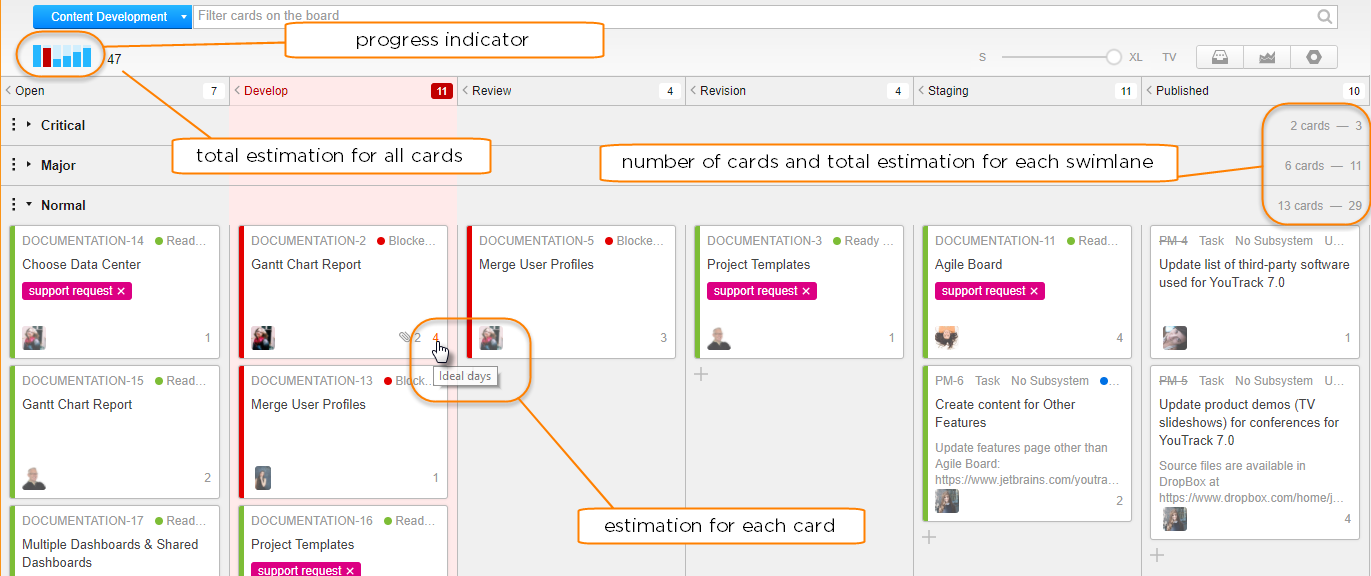 Content Development
Filter cards on the board
progress indicator
47
S
XL
TV
Open 7
Develop 11
Review 4
Revision 4
Staging 11
Published 10
Critical
2 cards — 3
total estimation for all cards
number of cards and total estimation for each swimlane
Major
6 cards — 11
Normal
13 cards — 29
DOCUMENTATION-14 Read...
Choose Data Center
support request ×
1
DOCUMENTATION-2 Blocke...
Gantt Chart Report
2 4
Ideal days
DOCUMENTATION-5 Blocke...
Merge User Profiles
3
DOCUMENTATION-3 Ready ...
Project Templates
support request ×
1
DOCUMENTATION-11 Read...
Agile Board
support request ×
4
PM-4 Task No Subsystem U...
Update list of third-party software
used for YouTrack 7.0
1
DOCUMENTATION-15 Read...
Gantt Chart Report
2
DOCUMENTATION-13 Block...
Merge User Profiles
1
PM-6 Task No Subsystem
Create content for Other
Features
Update features page other than
Agile Board:
https://www.jetbrains.com/youtra...
2
PM-5 Task No Subsystem U...
Update product demos (TV
slideshows) for conferences for
YouTrack 7.0
Source files are available in
DropBox at
https://www.dropbox.com/home/j...
4
estimation for each card
DOCUMENTATION-17 Read...
Multiple Dashboards & Shared
Dashboards
DOCUMENTATION-16 Read...
Project Templates
support request ×